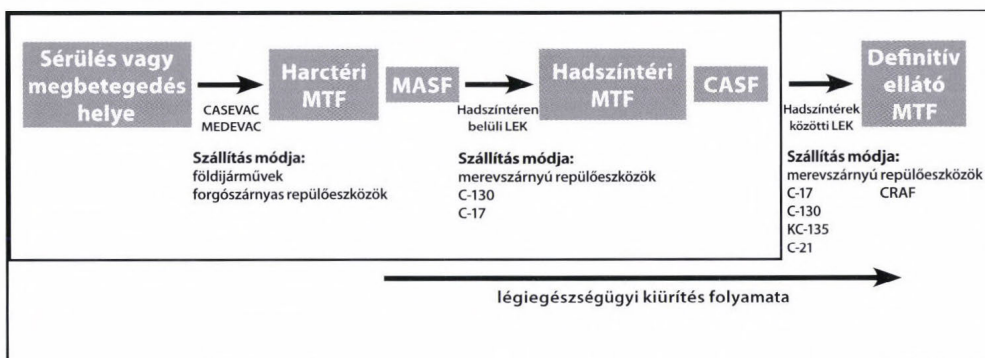 Sérülés vagy
megbetegedés
helye
CASEVAC
MEDEVAC
Szállítás módja:
földijárművek
forgószárnyas repülőeszközök
Harctéri
MTF
MASF
Hadszíntéren
belüli LEK
Szállítás módja:
merevszárnyú repülőeszközök
C-130
C-17
Hadszíntéri
MTF
CASF
Hadszínterek
közötti LEK
Szállítás módja:
merevszárnyú repülőeszközök
C-17 CRAF
C-130
KC-135
C-21
Definitív
ellátó
MTF
légiegészségügyi kiürítés folyamata